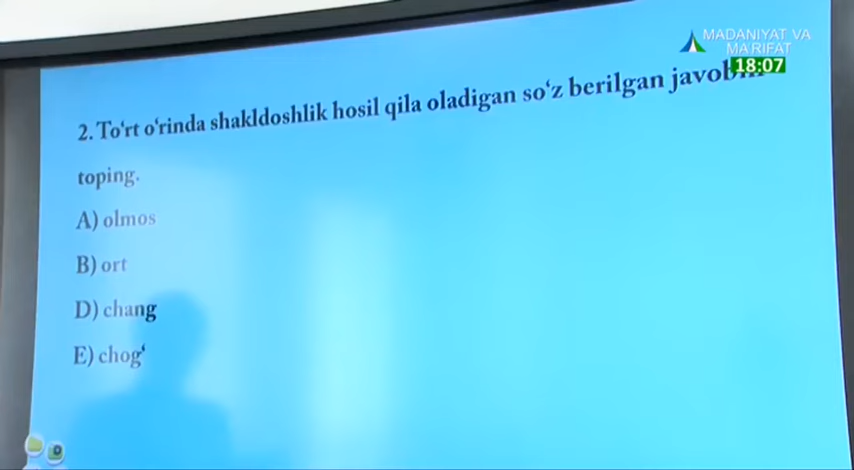 MADANIYAT VA
MA'RIFAT
18:07
2. To‘rt o‘rinda shakldoshlik hosil qila oladigan so‘z berilgan
toping.
A) olmos
B) ort
D) chang
E) chog‘